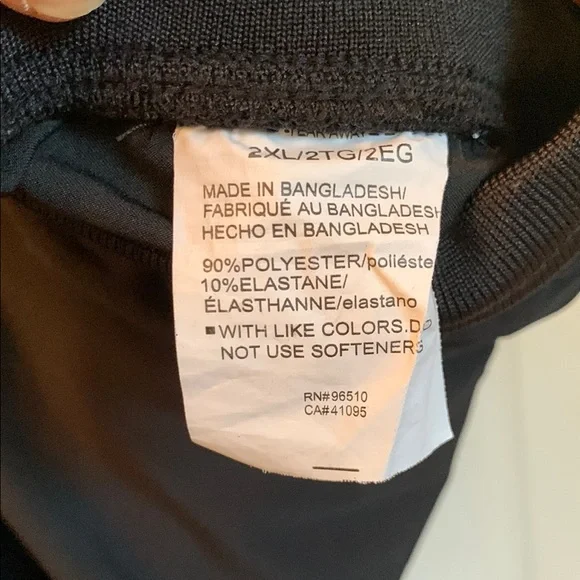 2XL/2TG/2EG
MADE IN BANGLADESH/
FABRIQUÉ AU BANGLADESH
HECHO EN BANGLADESH
90%POLYESTER/poliéste
10%ELASTANE/
ÉLASTHANNE/elastano
▪WITH LIKE COLORS.DO
NOT USE SOFTENERS
RN#96510
CA#41095